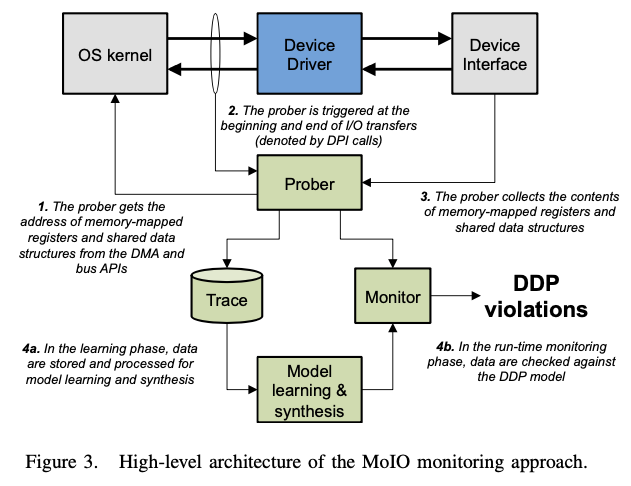 OS kernel
Device
Driver
Device
Interface
2. The prober is triggered at the
beginning and end of I/O transfers
(denoted by DPI calls)
Prober
1. The prober gets the
address of memory-mapped
registers and shared data
structures from the DMA and
bus APIs
3. The prober collects the contents
of memory-mapped registers and
shared data structures
Trace
Monitor
DDP
violations
4a. In the learning phase, data
are stored and processed for
model learning and synthesis
Model
learning &
synthesis
4b. In the run-time monitoring
phase, data are checked against
the DDP model
Figure 3. High-level architecture of the MoIO monitoring approach.